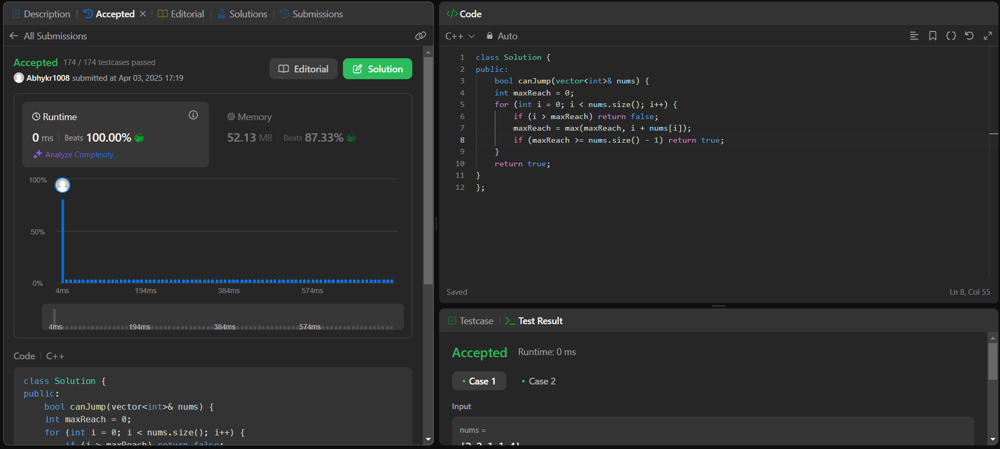 Description | Accepted × | Editorial | Solutions | Submissions
All Submissions
Accepted 174 / 174 testcases passed
Abhykr1008 submitted at Apr 03, 2025 17:19
Editorial
Solution
Runtime
0 ms | Beats 100.00%
Analyze Complexity
Memory
52.13 MB | Beats 87.33%
100%
50%
0%
4ms 194ms 384ms 574ms
4ms 194ms 384ms 574ms
Code | C++
class Solution {
public:
    bool canJump(vector<int>& nums) {
    int maxReach = 0;
    for (int i = 0; i < nums.size(); i++) {
        if (i > maxReach) return false;
</> Code
C++ Auto
1 class Solution {
2 public:
3     bool canJump(vector<int>& nums) {
4     int maxReach = 0;
5     for (int i = 0; i < nums.size(); i++) {
6         if (i > maxReach) return false;
7         maxReach = max(maxReach, i + nums[i]);
8         if (maxReach >= nums.size() - 1) return true;
9     }
10     return true;
11 }
12 };
Saved
Ln 8, Col 55
Testcase | >_ Test Result
Accepted Runtime: 0 ms
• Case 1 • Case 2
Input
nums =